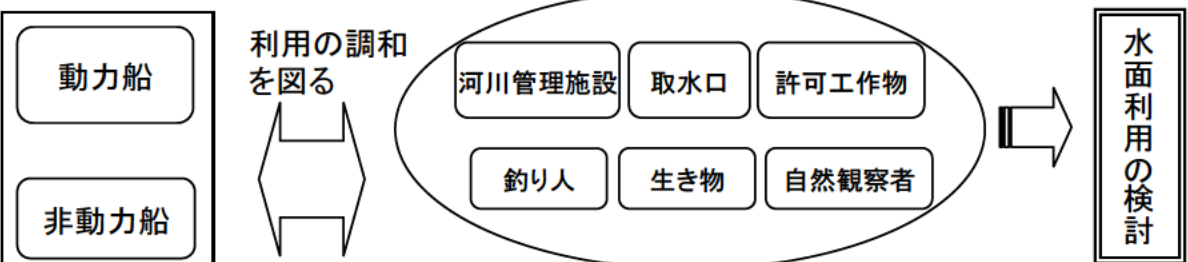 動力船
非動力船
利用の調和
を図る
河川管理施設
取水口
許可工作物
釣り人
生き物
自然観察者
水面利用の検討